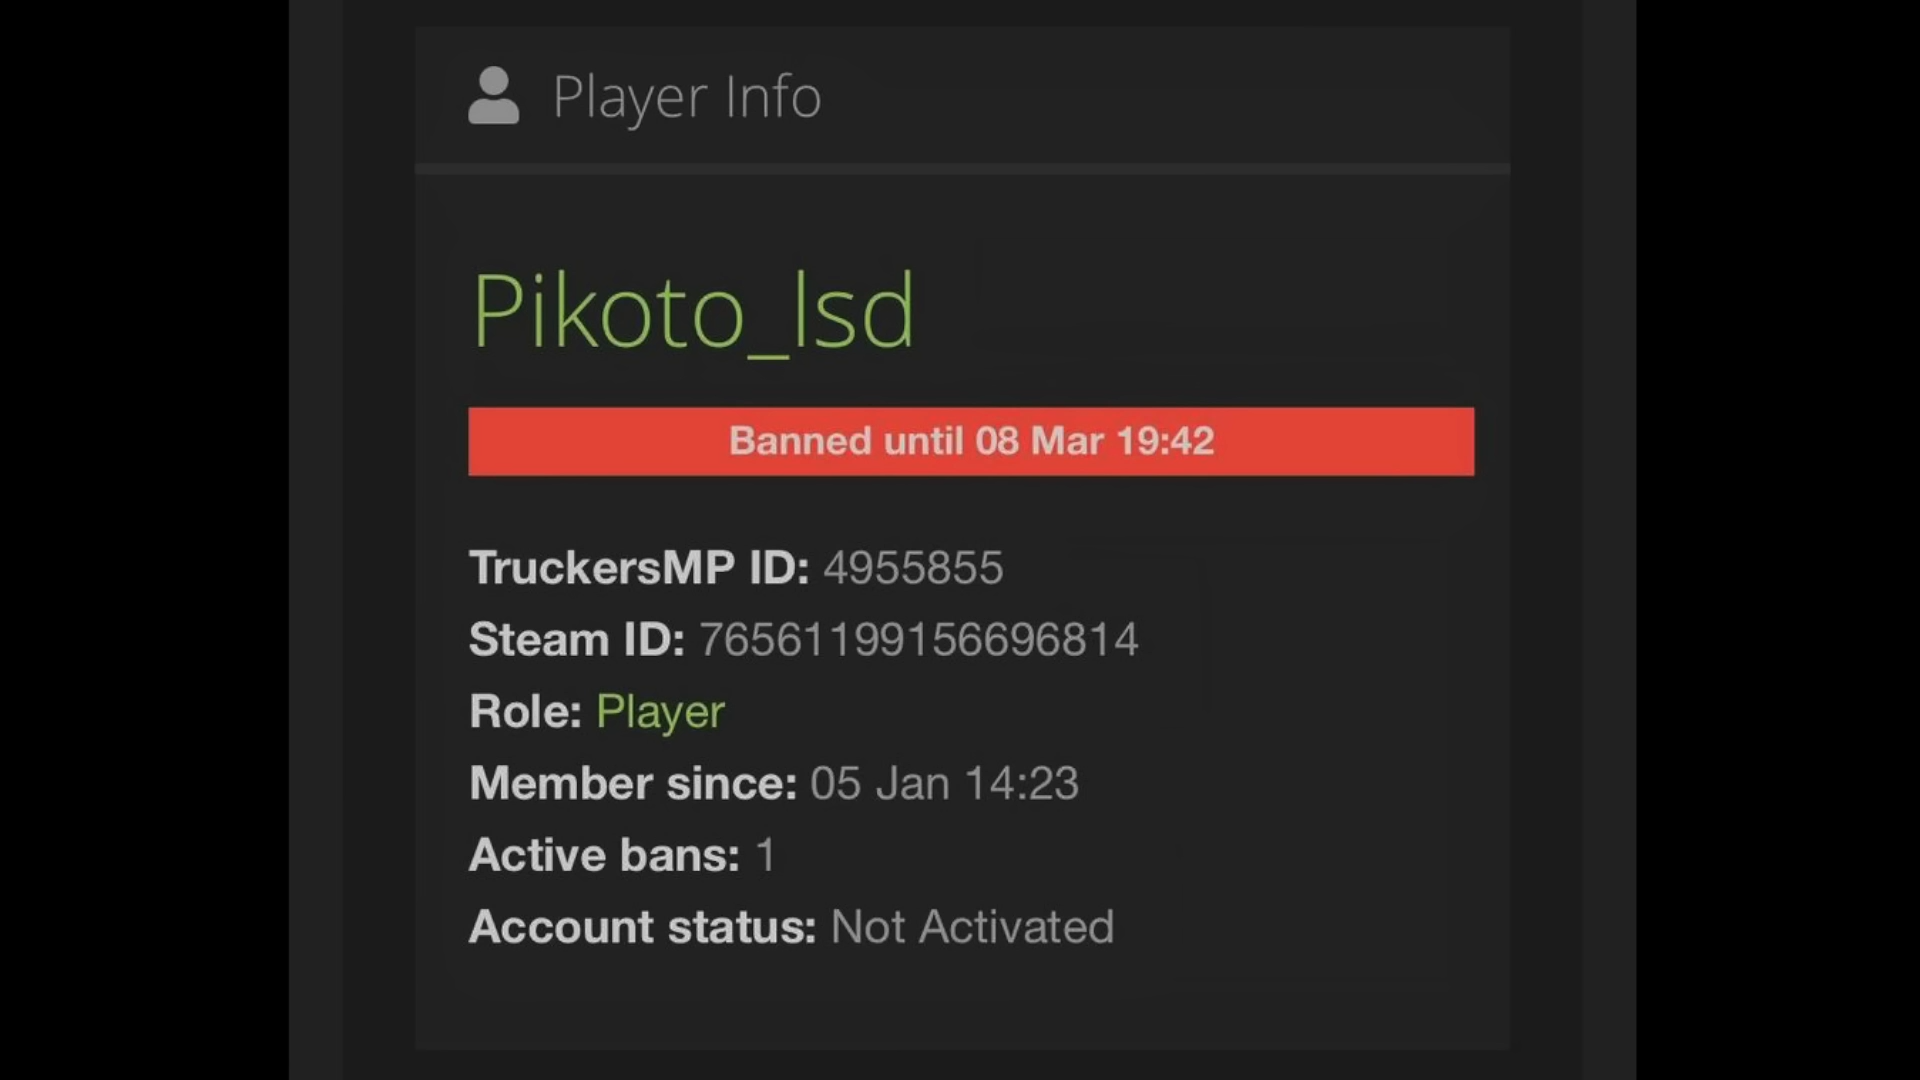 Player Info
Pikoto_lsd
Banned until 08 Mar 19:42
TruckersMP ID: 4955855
Steam ID: 76561199156696814
Role: Player
Member since: 05 Jan 14:23
Active bans: 1
Account status: Not Activated